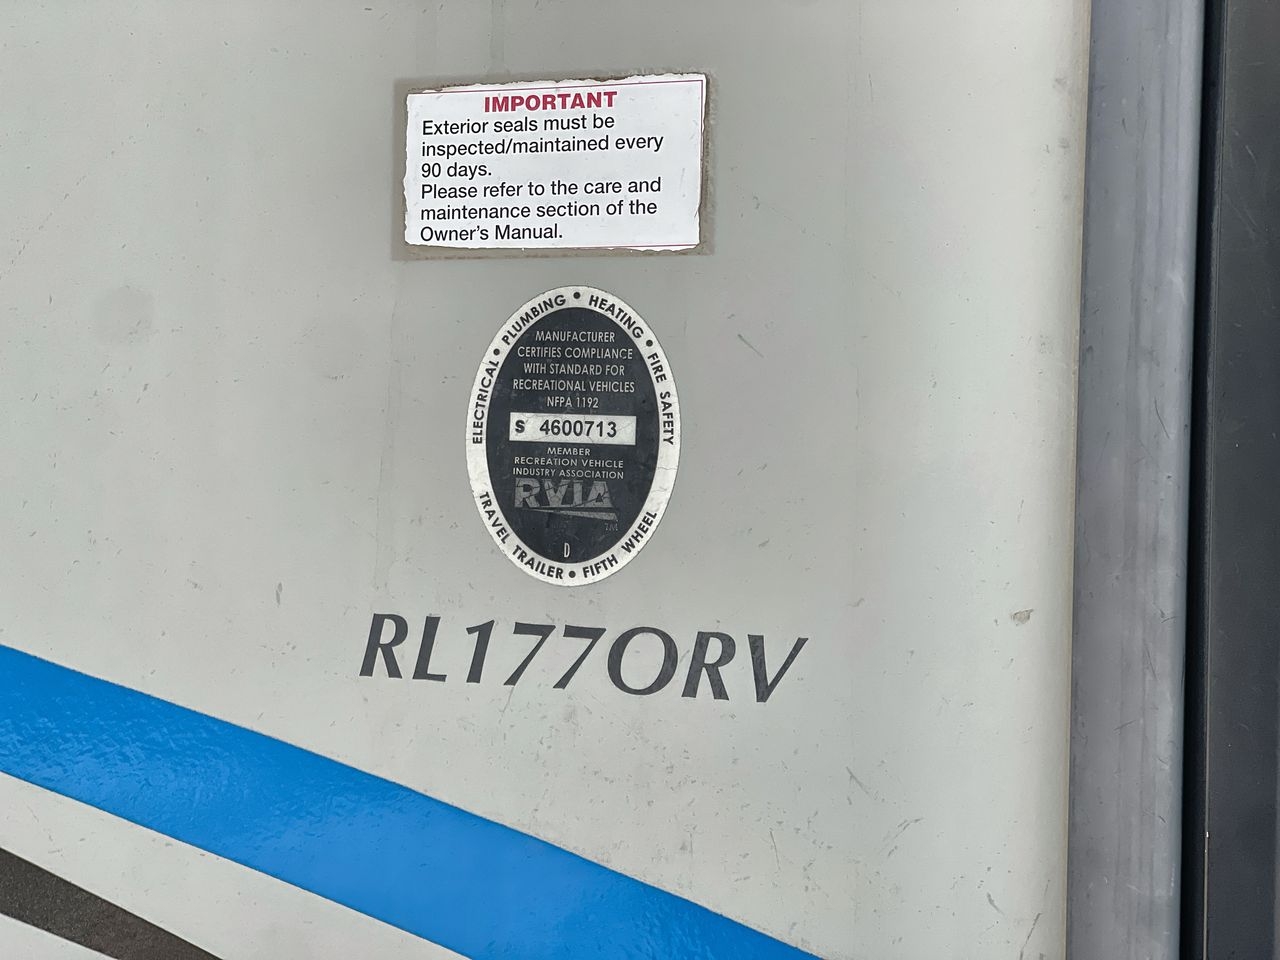 IMPORTANT
Exterior seals must be
inspected/maintained every
90 days.
Please refer to the care and
maintenance section of the
Owner's Manual.
ELECTRICAL • PLUMBING • HEATING • FIRE SAFETY
MANUFACTURER
CERTIFIES COMPLIANCE
WITH STANDARD FOR
RECREATIONAL VEHICLES
NFPA 1192
S 4600713
MEMBER
RECREATION VEHICLE
INDUSTRY ASSOCIATION
RVIA
TM
D
TRAVEL TRAILER • FIFTH WHEEL
RL177ORV